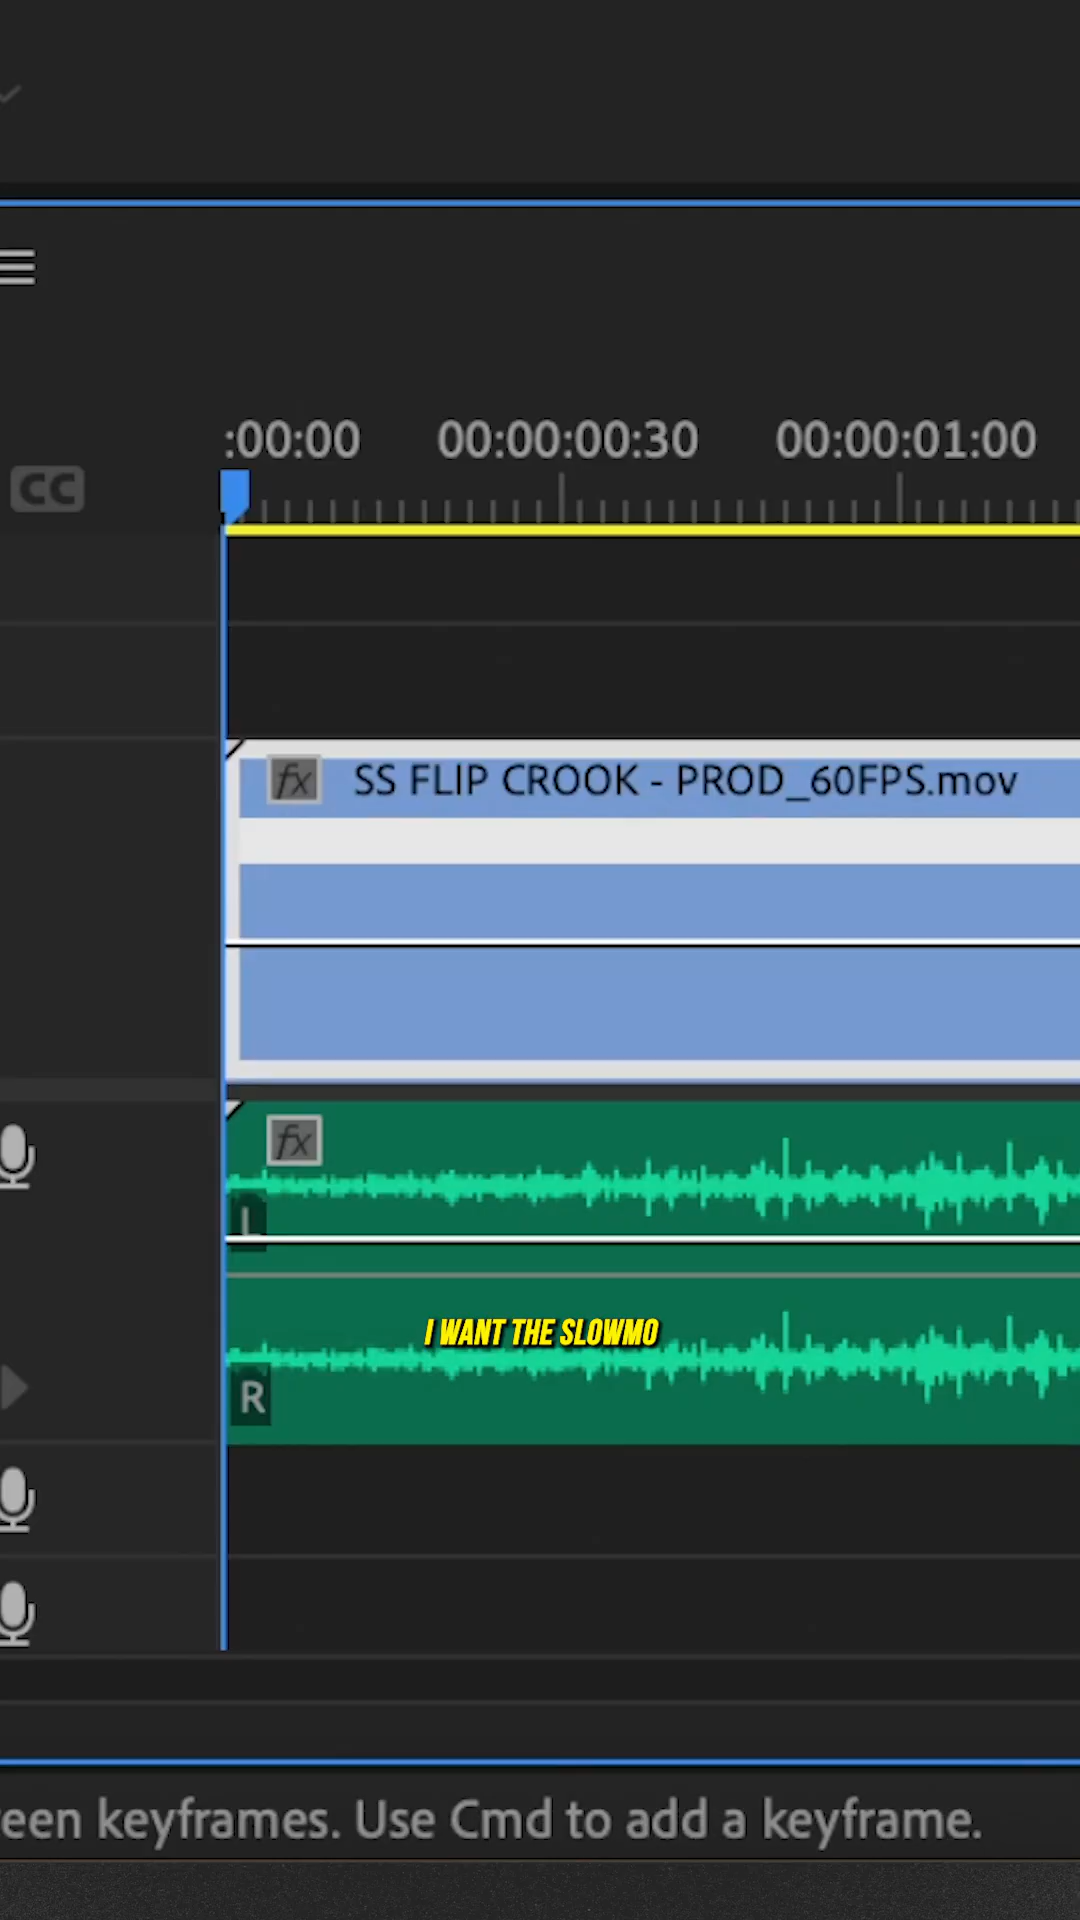 :00:00 00:00:00:30 00:00:01:00
CC
fx SS FLIP CROOK - PROD_60FPS.mov
fx
L
I WANT THE SLOWMO
R
een keyframes. Use Cmd to add a keyframe.